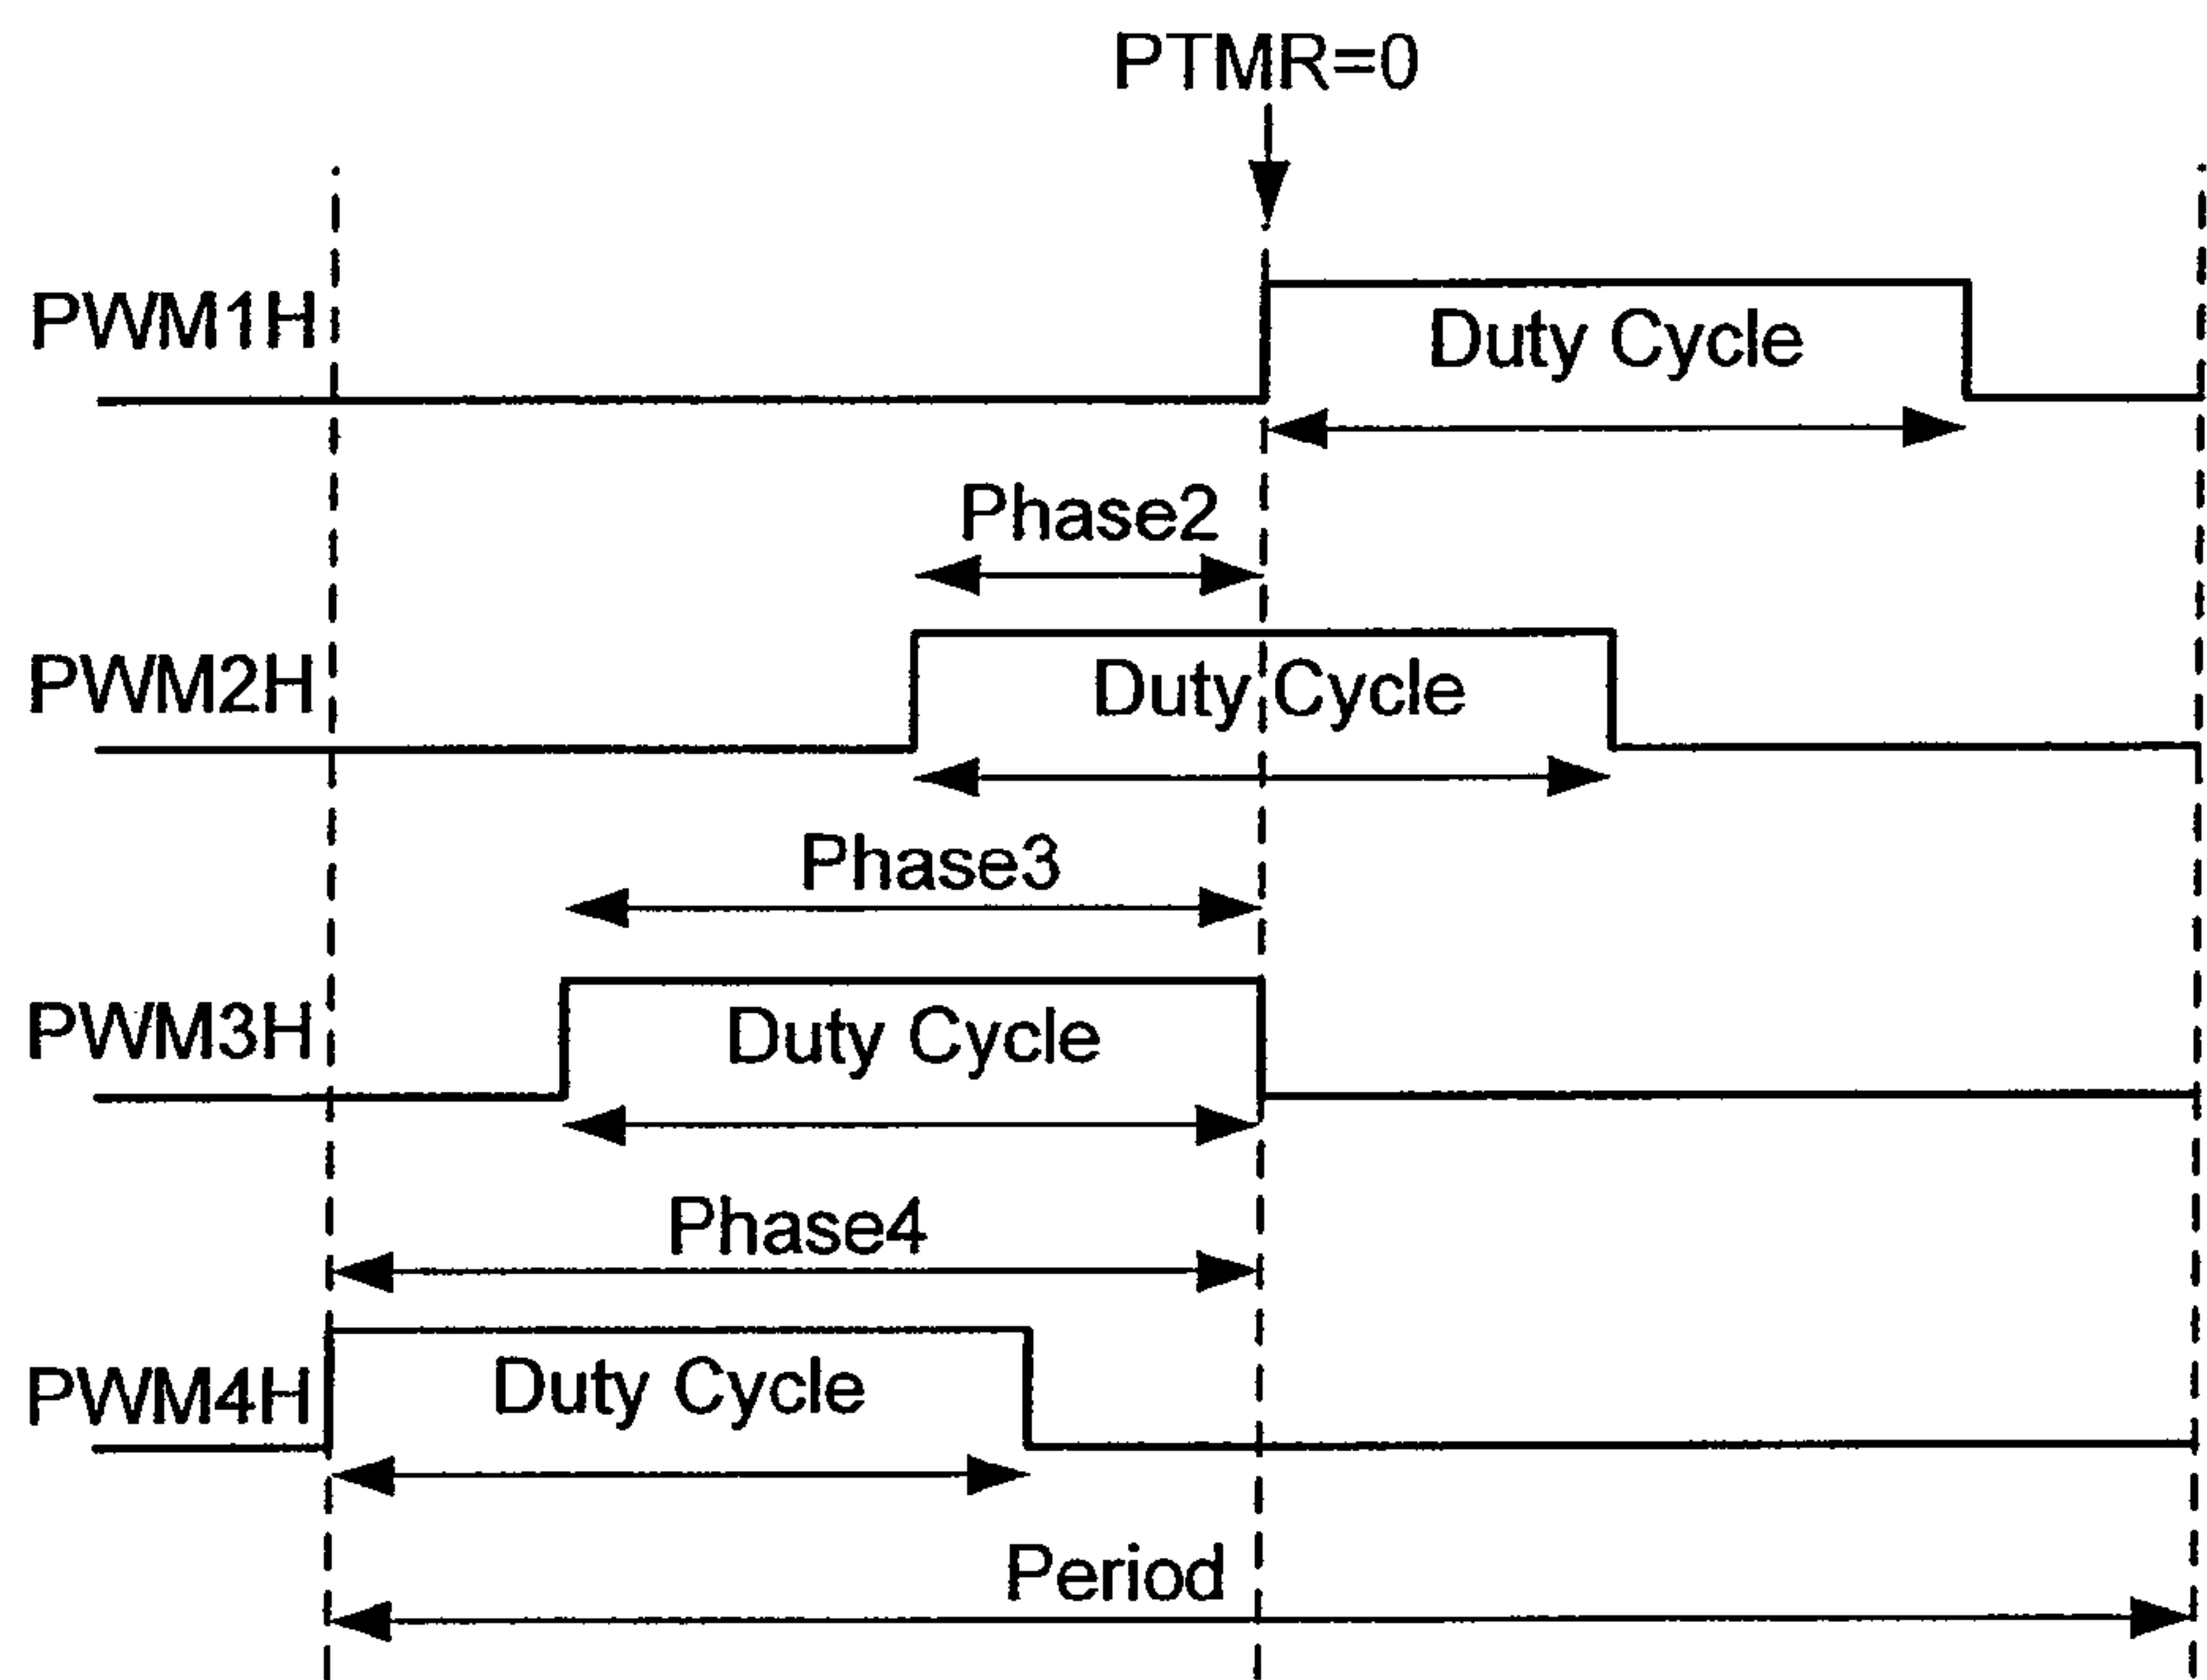 PTMR=0
PWM1H
Duty Cycle
Phase2
PWM2H
Duty Cycle
Phase3
PWM3H
Duty Cycle
Phase4
PWM4H
Duty Cycle
Period